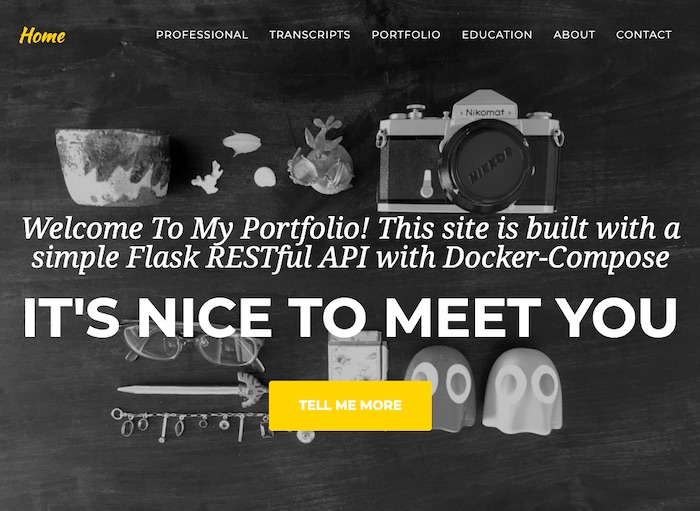 Home
PROFESSIONAL TRANSCRIPTS PORTFOLIO EDUCATION ABOUT CONTACT
Nikomat
NIKKOR
Welcome To My Portfolio! This site is built with a
simple Flask RESTful API with Docker-Compose
IT'S NICE TO MEET YOU
TELL ME MORE